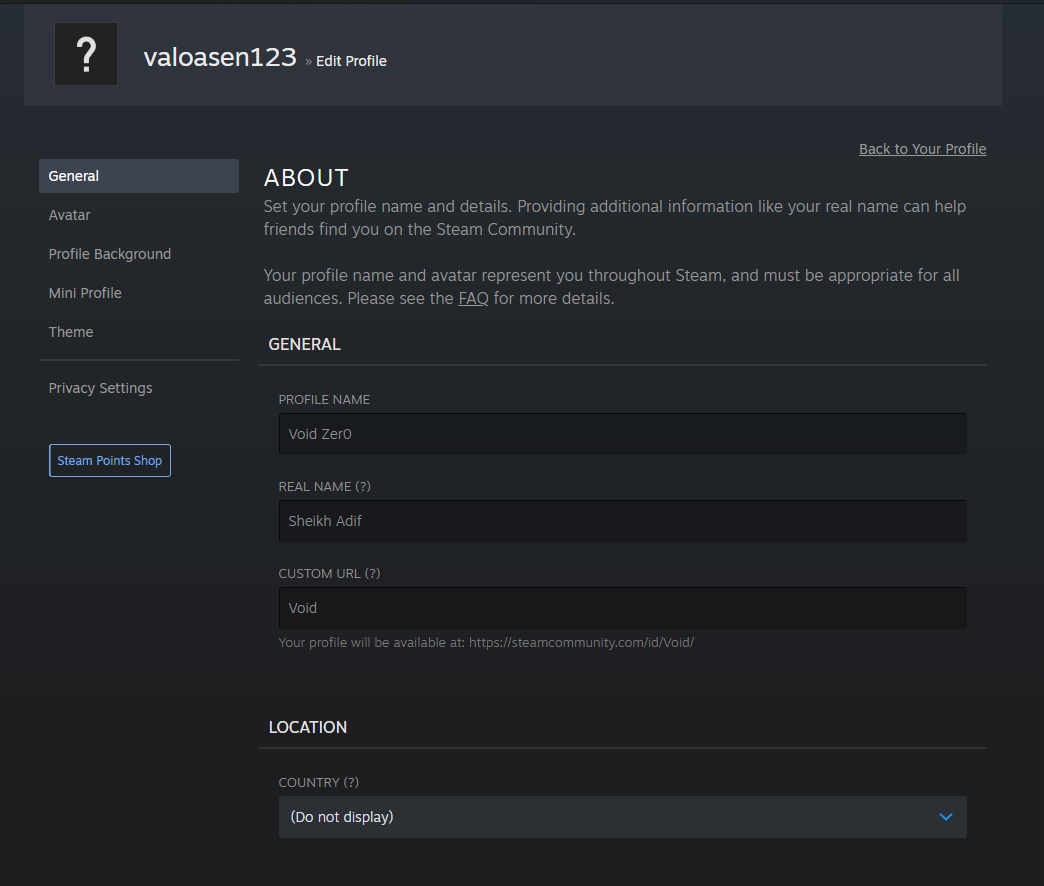 ?
valoasen123 » Edit Profile
Back to Your Profile
General
Avatar
Profile Background
Mini Profile
Theme
Privacy Settings
Steam Points Shop
ABOUT
Set your profile name and details. Providing additional information like your real name can help
friends find you on the Steam Community.
Your profile name and avatar represent you throughout Steam, and must be appropriate for all
audiences. Please see the FAQ for more details.
GENERAL
PROFILE NAME
Void Zer0
REAL NAME (?)
Sheikh Adif
CUSTOM URL (?)
Void
Your profile will be available at: https://steamcommunity.com/id/Void/
LOCATION
COUNTRY (?)
(Do not display)